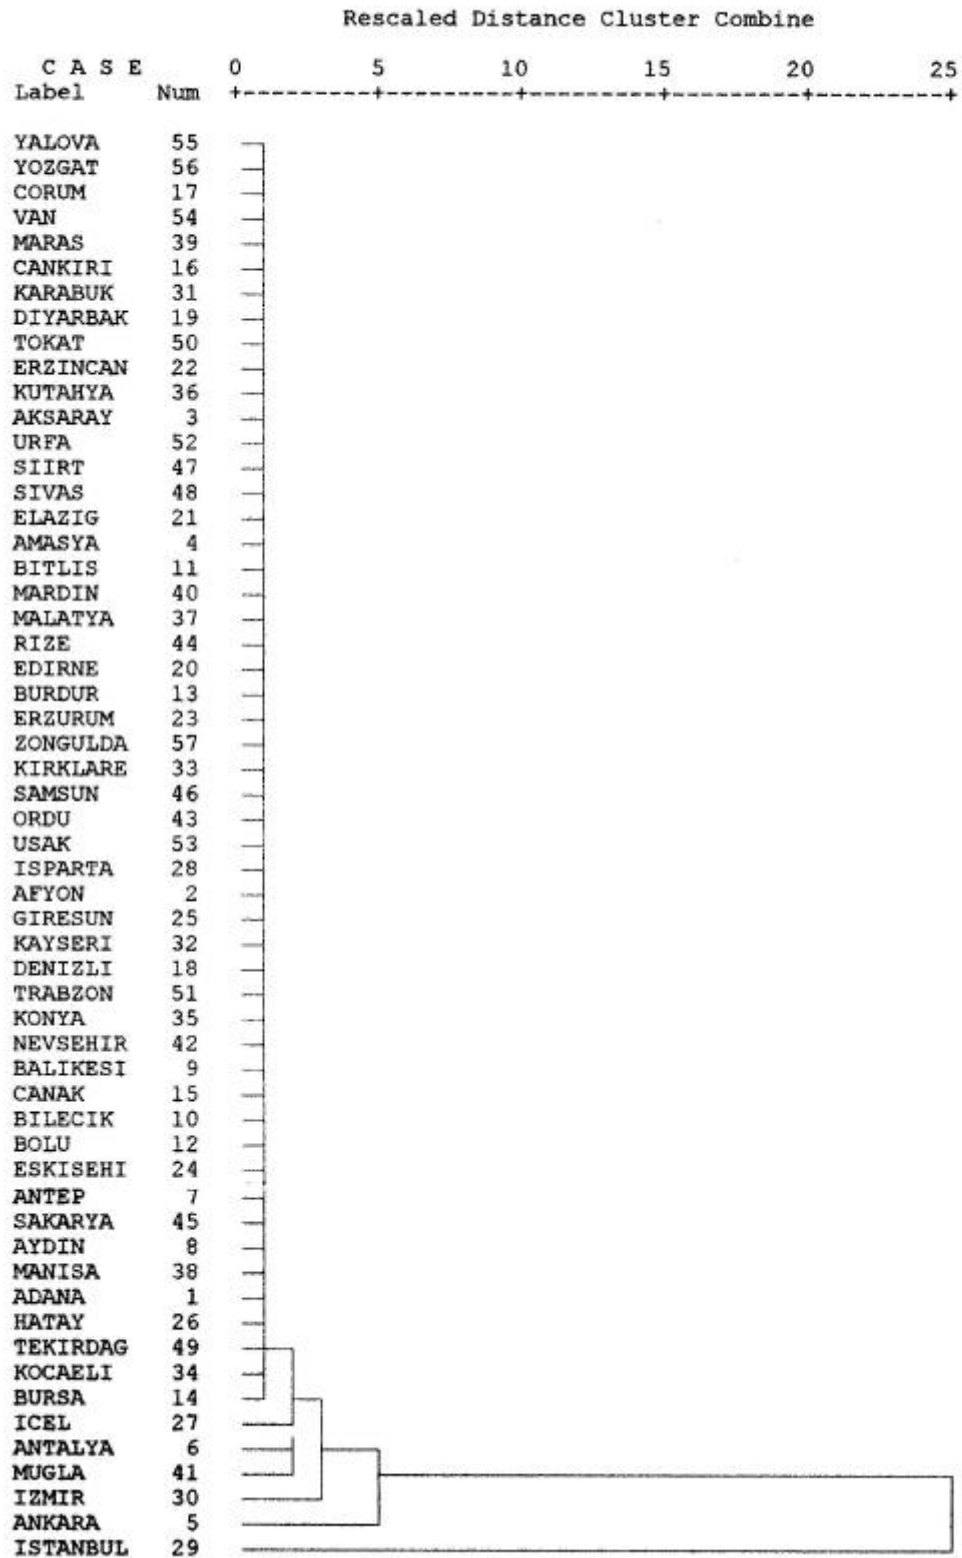 Rescaled Distance Cluster Combine
C A S E 0 5 10 15 20 25
Label Num
YALOVA 55
YOZGAT 56
CORUM 17
VAN 54
MARAS 39
CANKIRI 16
KARABUK 31
DIYARBAK 19
TOKAT 50
ERZINCAN 22
KUTAHYA 36
AKSARAY 3
URFA 52
SIIRT 47
SIVAS 48
ELAZIG 21
AMASYA 4
BITLIS 11
MARDIN 40
MALATYA 37
RIZE 44
EDIRNE 20
BURDUR 13
ERZURUM 23
ZONGULDA 57
KIRKLARE 33
SAMSUN 46
ORDU 43
USAK 53
ISPARTA 28
AFYON 2
GIRESUN 25
KAYSERI 32
DENIZLI 18
TRABZON 51
KONYA 35
NEVSEHIR 42
BALIKESI 9
CANAK 15
BILECIK 10
BOLU 12
ESKISEHI 24
ANTEP 7
SAKARYA 45
AYDIN 8
MANISA 38
ADANA 1
HATAY 26
TEKIRDAG 49
KOCAELI 34
BURSA 14
ICEL 27
ANTALYA 6
MUGLA 41
IZMIR 30
ANKARA 5
ISTANBUL 29